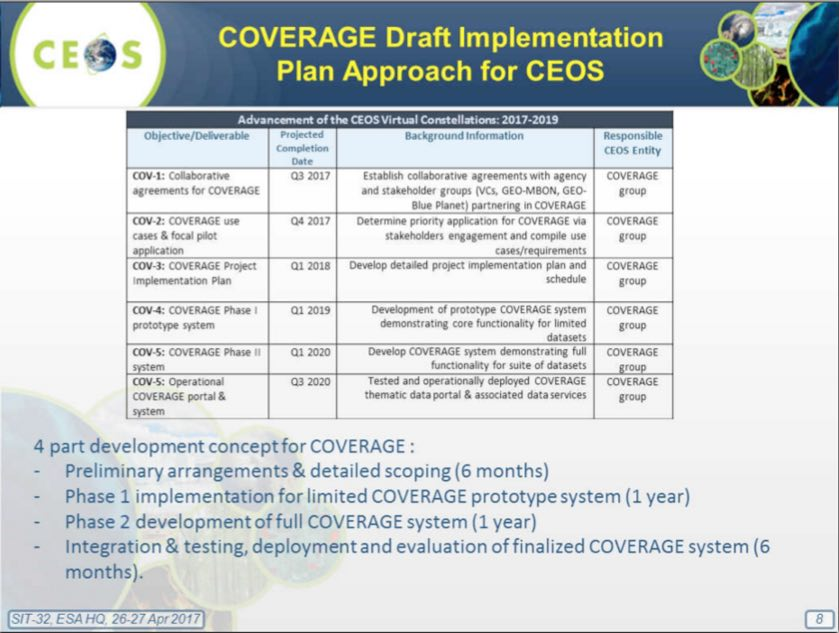 CEOS
COVERAGE Draft Implementation
Plan Approach for CEOS
Advancement of the CEOS Virtual Constellations: 2017-2019
Objective/Deliverable
Projected
Completion
Date
Background Information
Responsible
CEOS Entity
COV-1: Collaborative
agreements for COVERAGE
Q3 2017
Establish collaborative agreements with agency
and stakeholder groups (VCs, GEO-MBON, GEO-
Blue Planet) partnering in COVERAGE
COVERAGE
group
COV-2: COVERAGE use
cases & focal pilot
application
Q4 2017
Determine priority application for COVERAGE via
stakeholders engagement and compile use
cases/requirements
COVERAGE
group
COV-3: COVERAGE Project
Implementation Plan
Q1 2018
Develop detailed project implementation plan and
schedule
COVERAGE
group
COV-4: COVERAGE Phase I
prototype system
Q1 2019
Development of prototype COVERAGE system
demonstrating core functionality for limited
datasets
COVERAGE
group
COV-5: COVERAGE Phase II
system
Q1 2020
Develop COVERAGE system demonstrating full
functionality for suite of datasets
COVERAGE
group
COV-5: Operational
COVERAGE portal &
system
Q3 2020
Tested and operationally deployed COVERAGE
thematic data portal & associated data services
COVERAGE
group
4 part development concept for COVERAGE :
- Preliminary arrangements & detailed scoping (6 months)
- Phase 1 implementation for limited COVERAGE prototype system (1 year)
- Phase 2 development of full COVERAGE system (1 year)
- Integration & testing, deployment and evaluation of finalized COVERAGE system (6
months).
SIT-32, ESA HQ, 26-27 Apr 2017
8